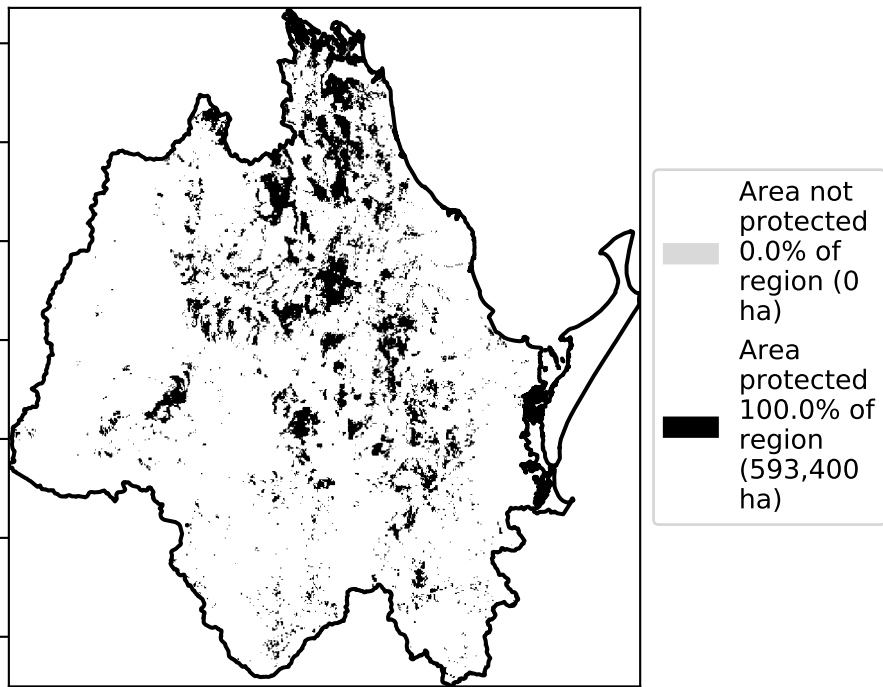 Area not
protected
0.0% of
region (0
ha)
Area
protected
100.0% of
region
(593,400
ha)